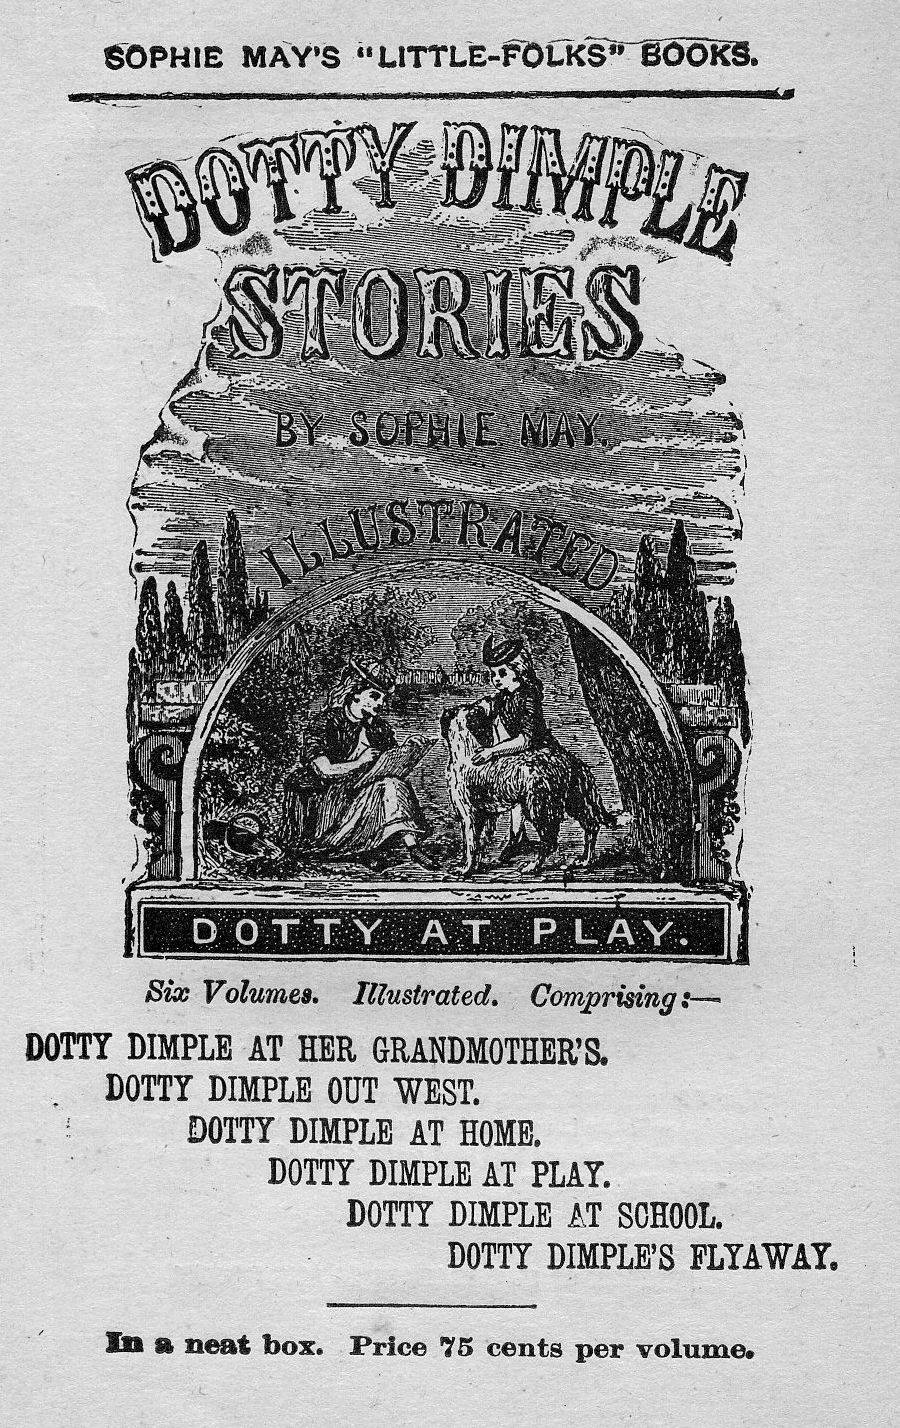 SOPHIE MAY'S "LITTLE-FOLKS" BOOKS.
DOTTY DIMPLE
STORIES
BY SOPHIE MAY.
ILLUSTRATED
DOTTY AT PLAY.
Six Volumes. Illustrated. Comprising:—
DOTTY DIMPLE AT HER GRANDMOTHER'S.
DOTTY DIMPLE OUT WEST.
DOTTY DIMPLE AT HOME.
DOTTY DIMPLE AT PLAY.
DOTTY DIMPLE AT SCHOOL.
DOTTY DIMPLE'S FLYAWAY.
In a neat box. Price 75 cents per volume.